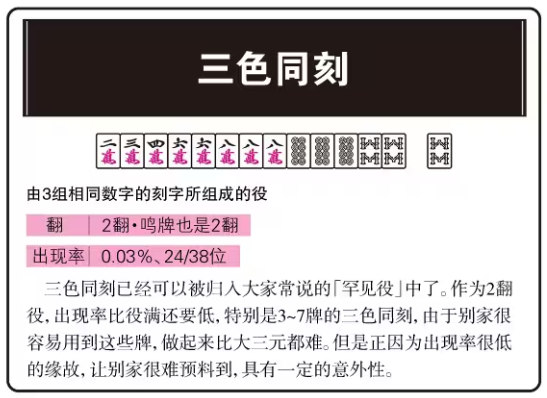 三色同刻
二萬 三萬 四萬 六萬 六萬 八萬 八萬 八萬
由3组相同数字的刻字所组成的役
翻 2翻·鸣牌也是2翻
出现率 0.03%、24/38位
三色同刻已经可以被归入大家常说的「罕见役」中了。作为2翻
役,出现率比役满还要低,特别是3~7牌的三色同刻,由于别家很
容易用到这些牌,做起来比大三元都难。但是正因为出现率很低
的缘故,让别家很难预料到,具有一定的意外性。